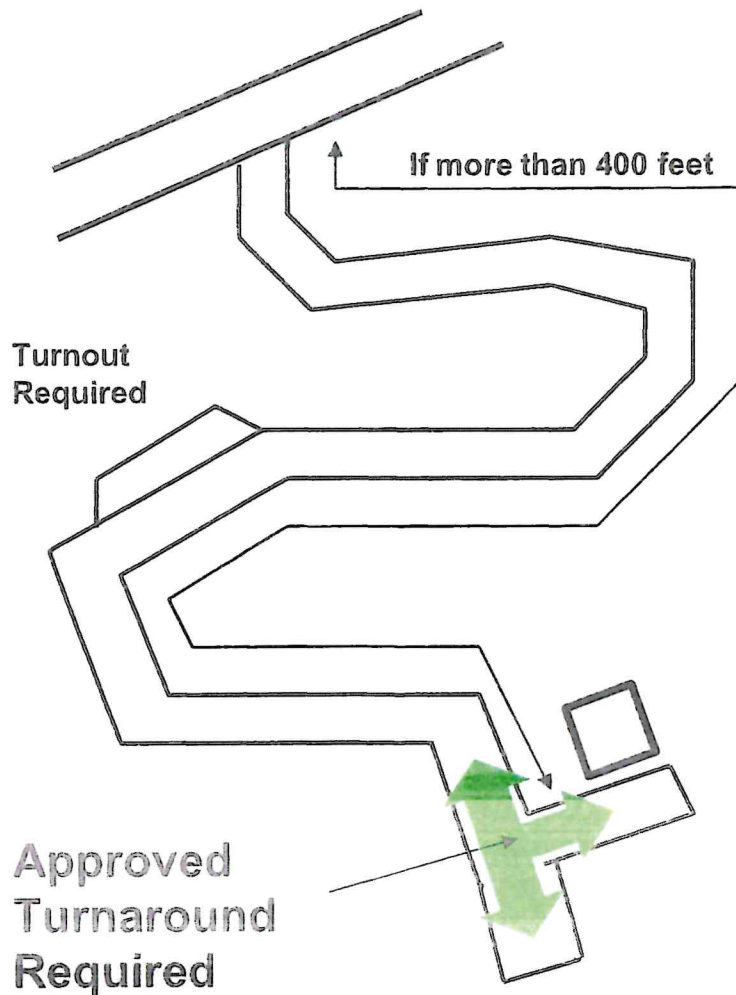 If more than 400 feet
Turnout
Required
Approved
Turnaround
Required